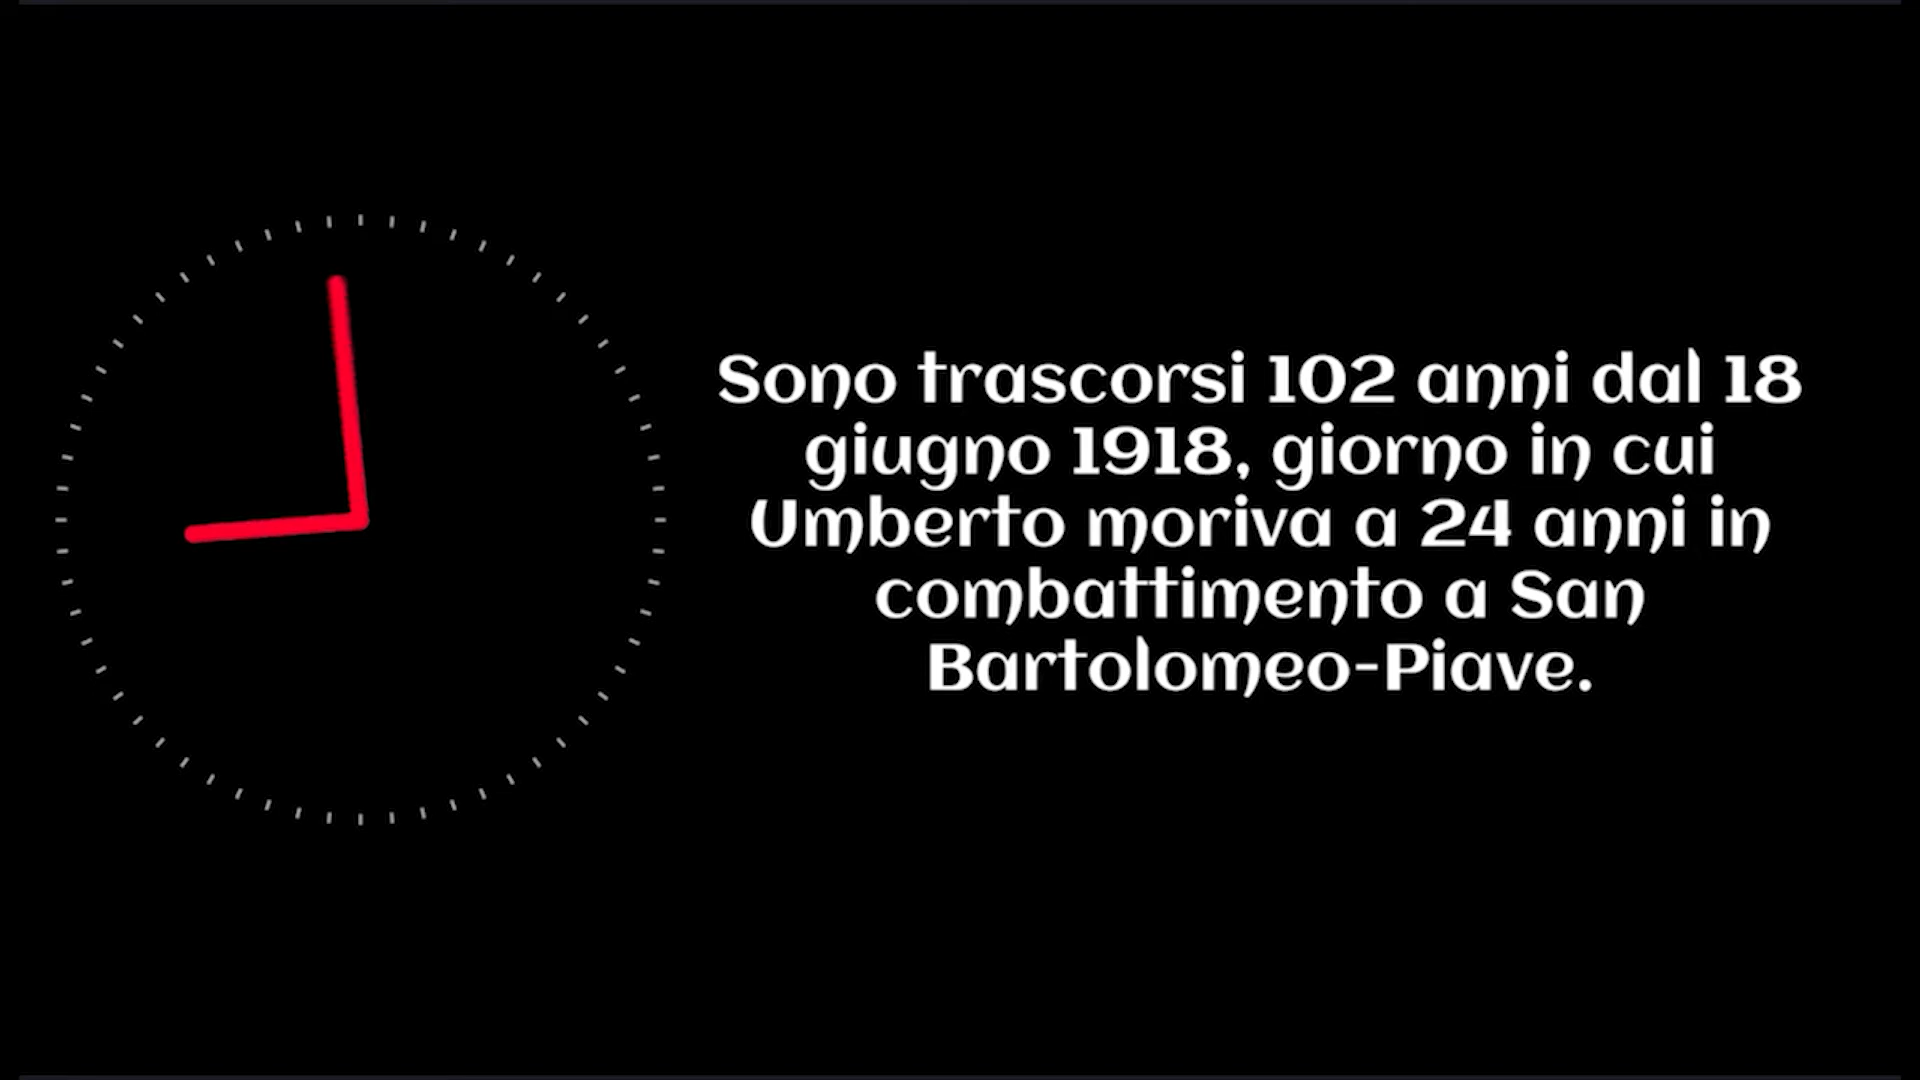 Sono trascorsi 102 anni dal 18
giugno 1918, giorno in cui
Umberto moriva a 24 anni in
combattimento a San
Bartolomeo-Piave.